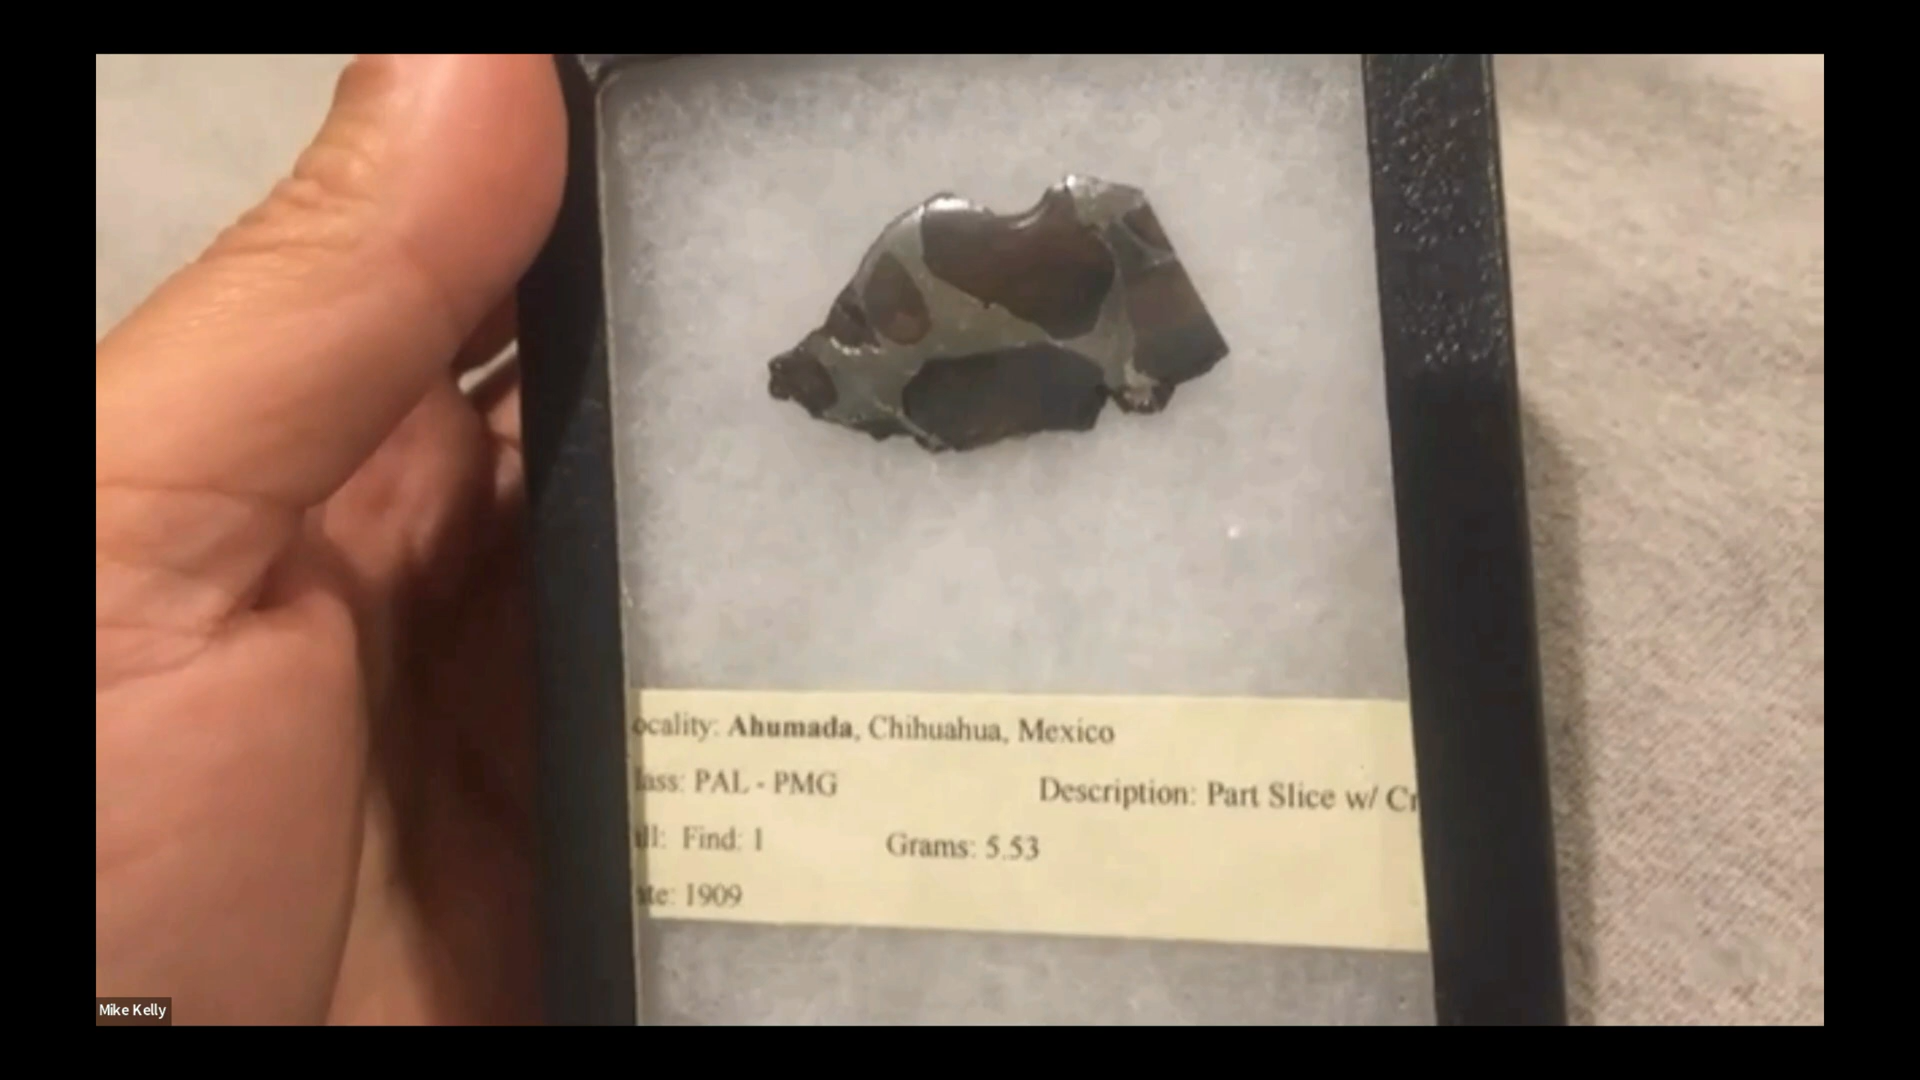 ocality: Ahumada, Chihuahua, Mexico
lass: PAL - PMG Description: Part Slice w/ Cr
ll: Find: 1 Grams: 5.53
te: 1909
Mike Kelly